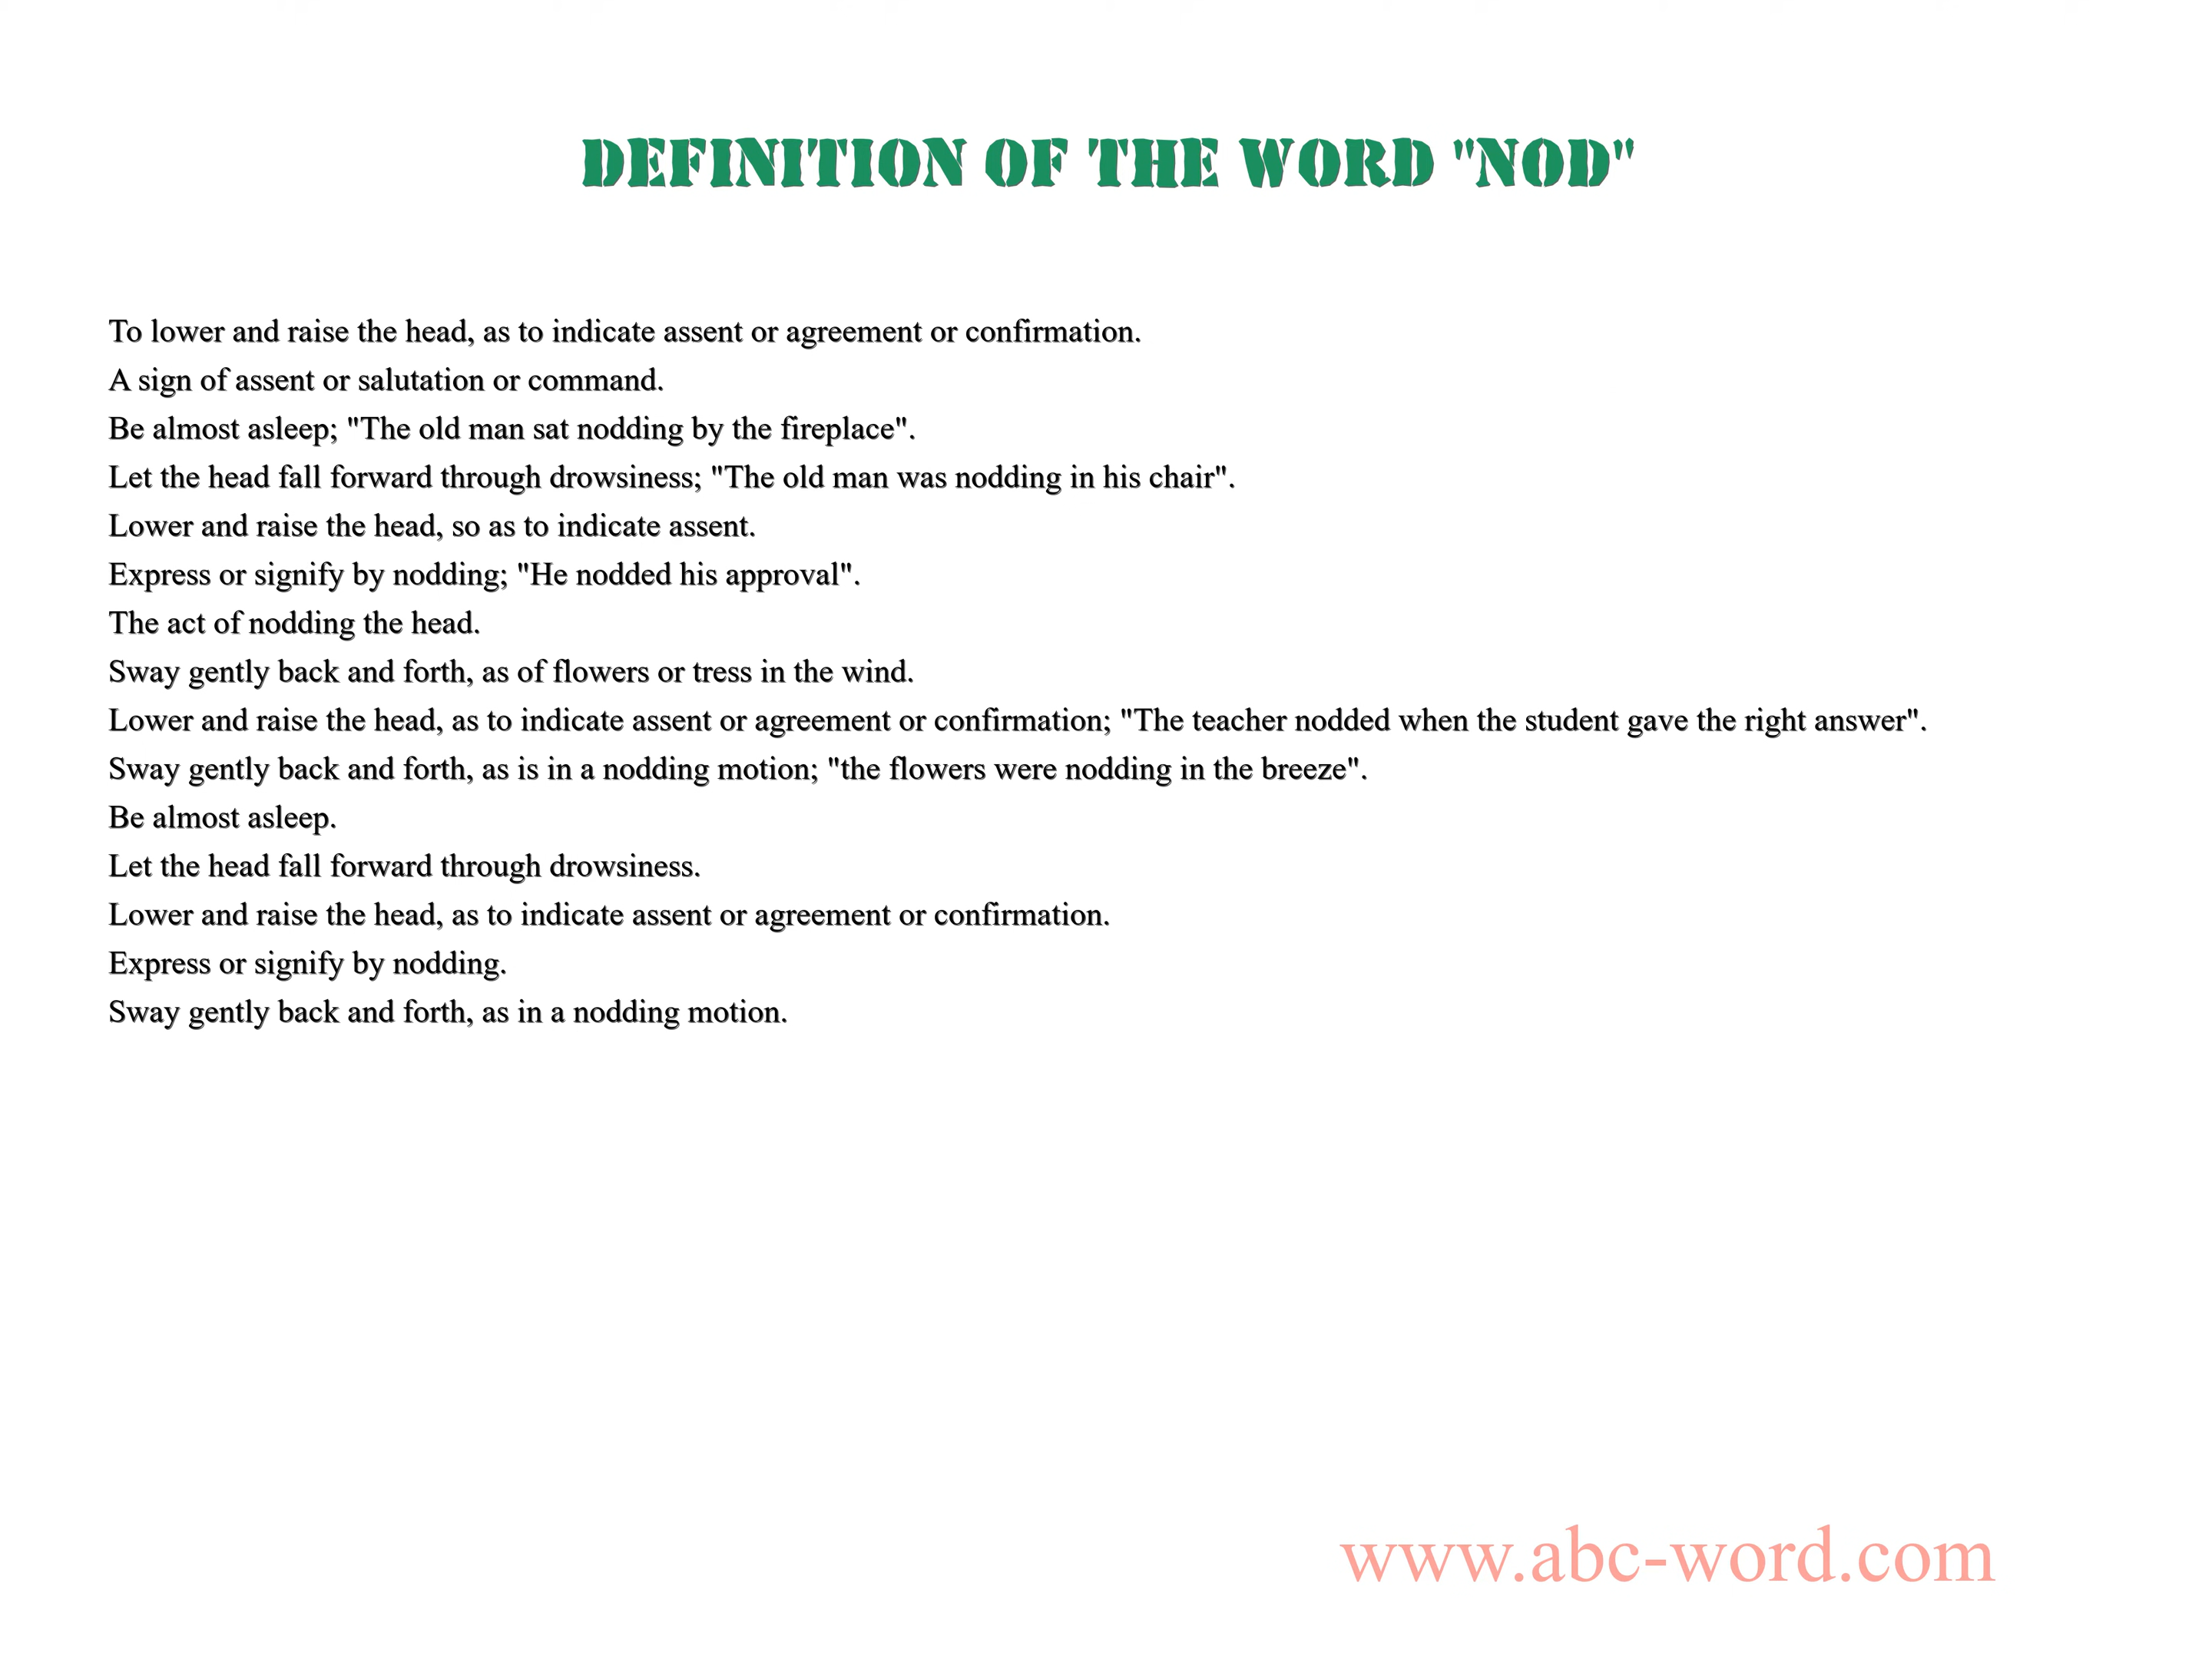 DEFINITION OF THE WORD "NOD"
To lower and raise the head, as to indicate assent or agreement or confirmation.
A sign of assent or salutation or command.
Be almost asleep; "The old man sat nodding by the fireplace".
Let the head fall forward through drowsiness; "The old man was nodding in his chair".
Lower and raise the head, so as to indicate assent.
Express or signify by nodding; "He nodded his approval".
The act of nodding the head.
Sway gently back and forth, as of flowers or tress in the wind.
Lower and raise the head, as to indicate assent or agreement or confirmation; "The teacher nodded when the student gave the right answer".
Sway gently back and forth, as is in a nodding motion; "the flowers were nodding in the breeze".
Be almost asleep.
Let the head fall forward through drowsiness.
Lower and raise the head, as to indicate assent or agreement or confirmation.
Express or signify by nodding.
Sway gently back and forth, as in a nodding motion.
www.abc-word.com